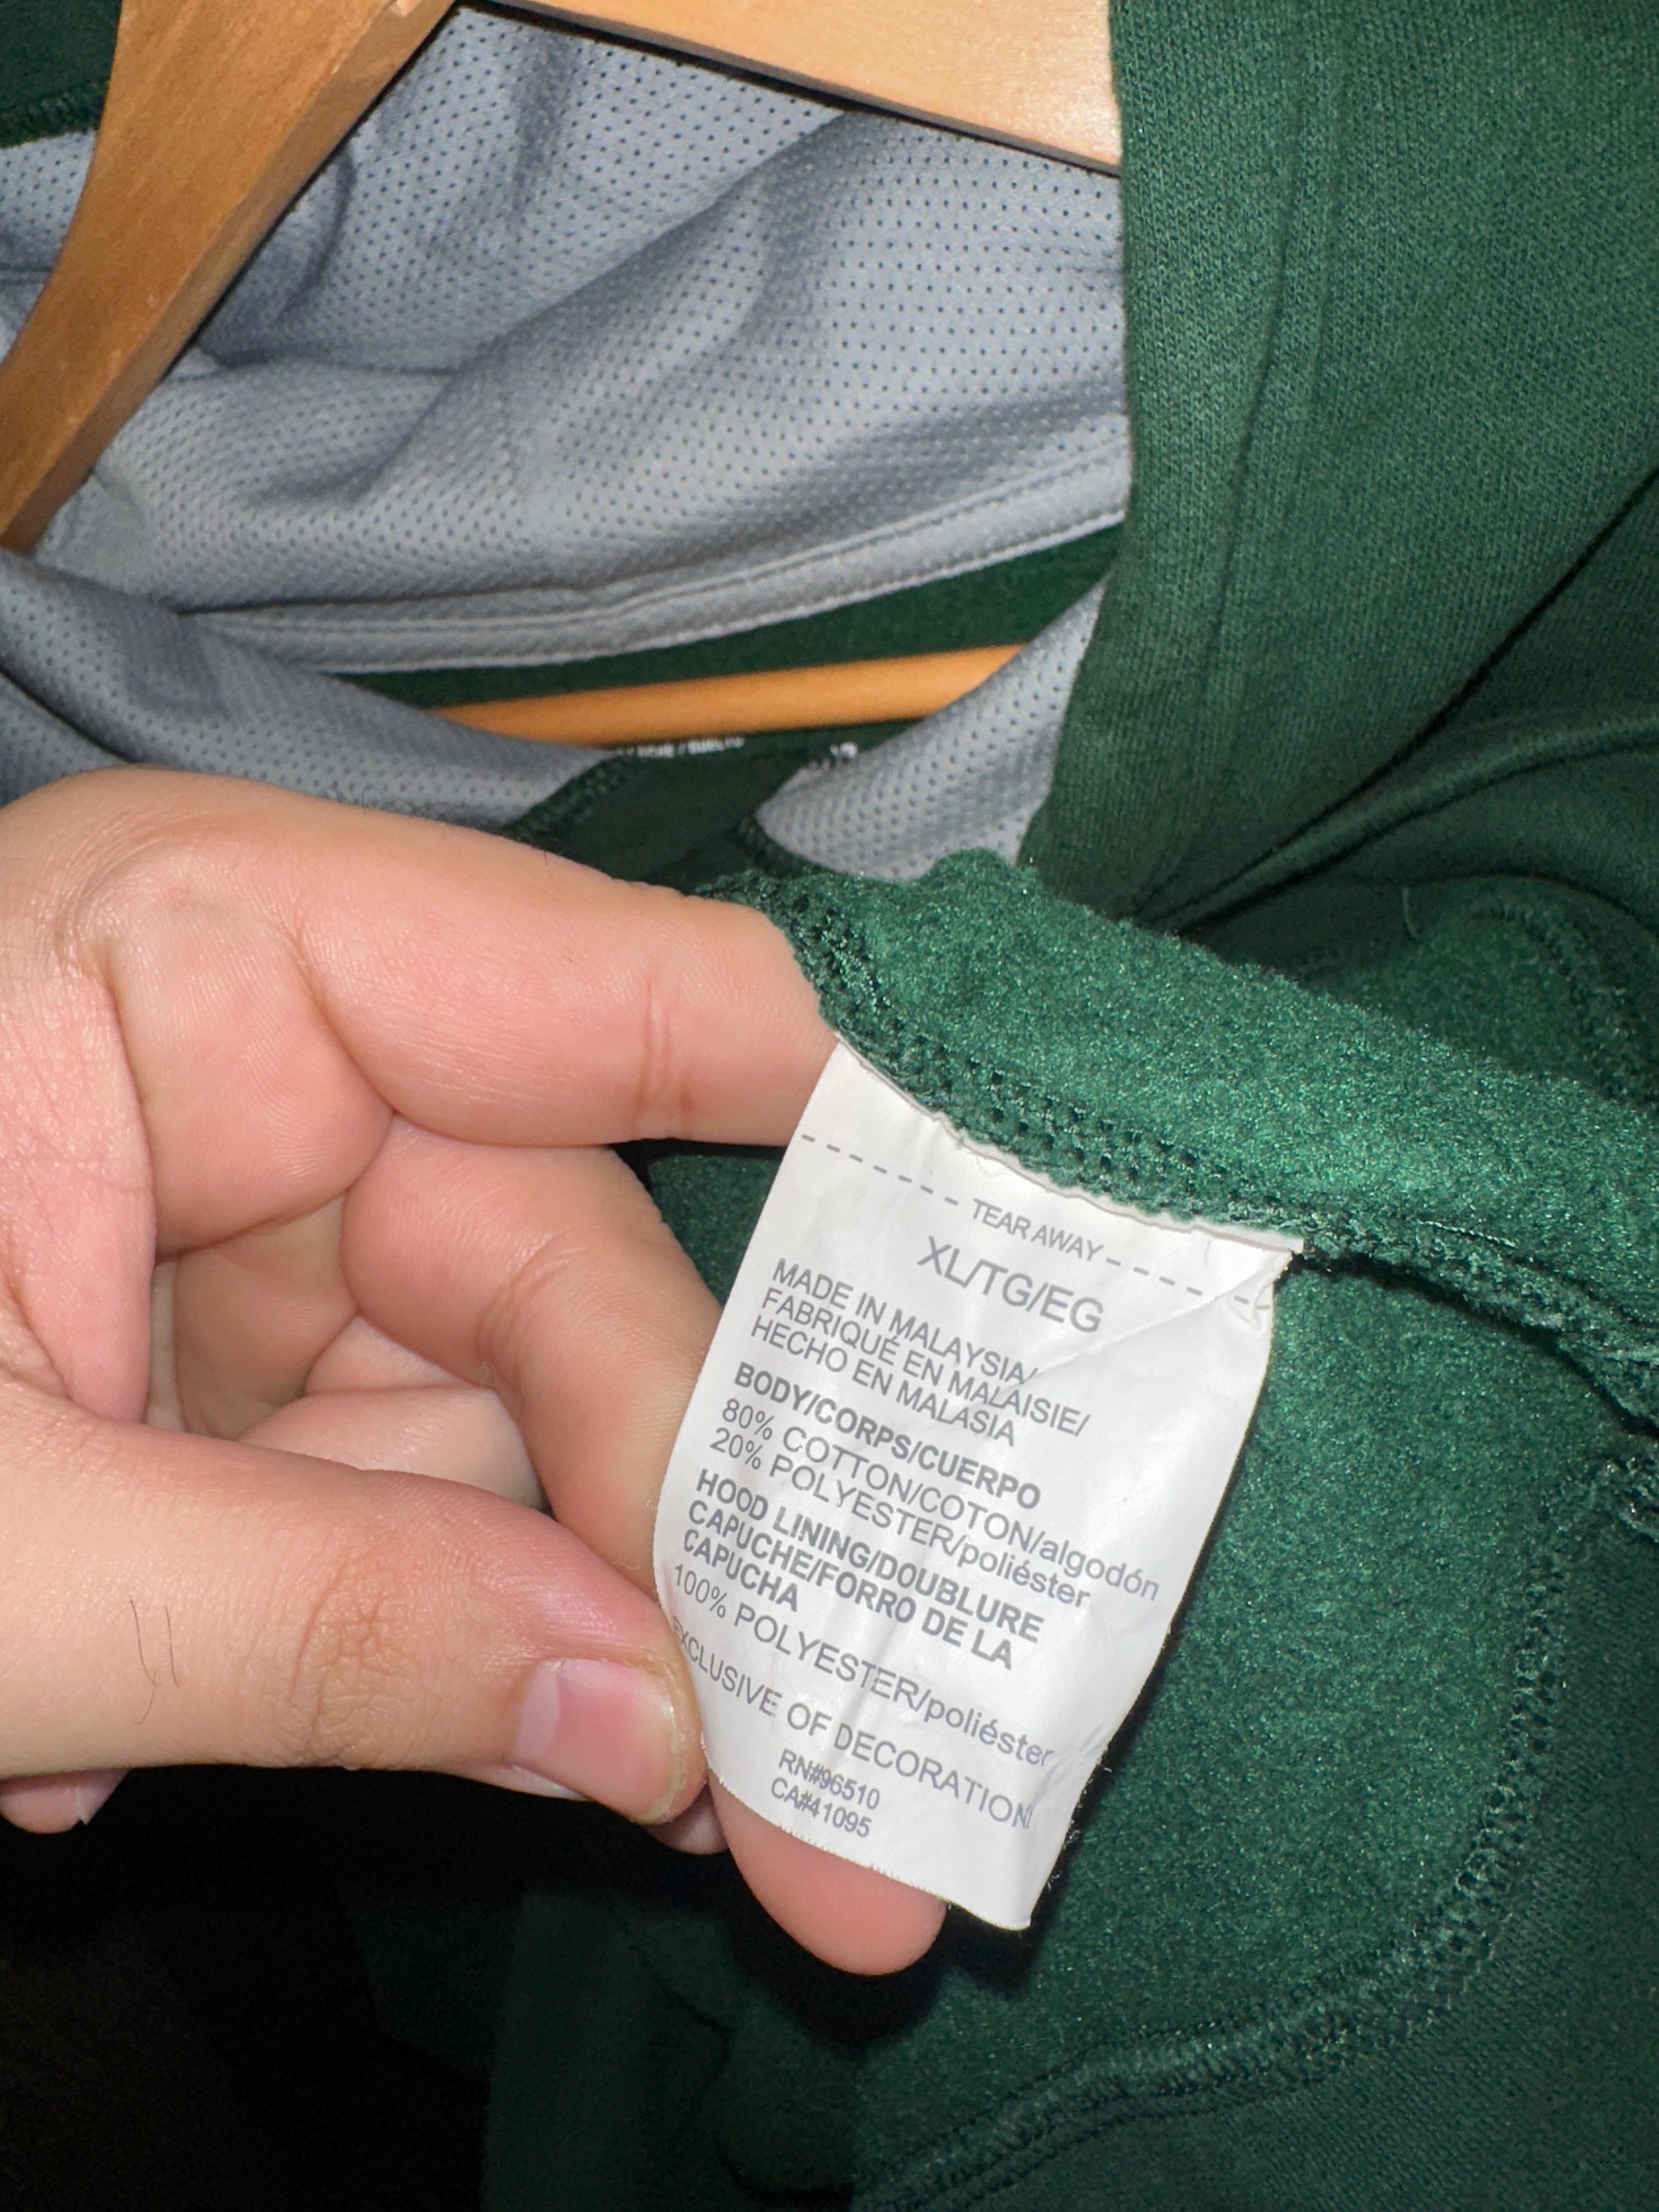 TEAR AWAY
XL/TG/EG
MADE IN MALAYSIA/
FABRIQUÉ EN MALAISIE/
HECHO EN MALASIA
BODY/CORPS/CUERPO
80% COTTON/COTON/algodón
20% POLYESTER/poliéster
HOOD LINING/DOUBLURE
CAPUCHE/FORRO DE LA
CAPUCHA
100% POLYESTER/poliéster
EXCLUSIVE OF DECORATION
RN#96510
CA#41095